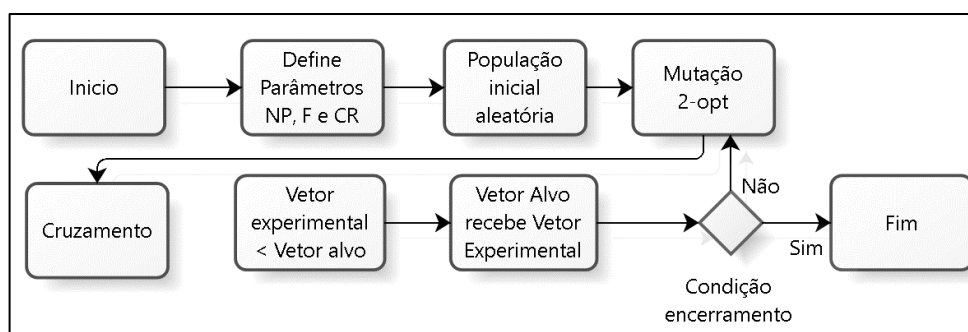 Inicio
Define
Parâmetros
NP, F e CR
População
inicial
aleatória
Mutação
2-opt
Cruzamento
Vetor
experimental
< Vetor alvo
Vetor Alvo
recebe Vetor
Experimental
Não
Sim
Condição
encerramento
Fim